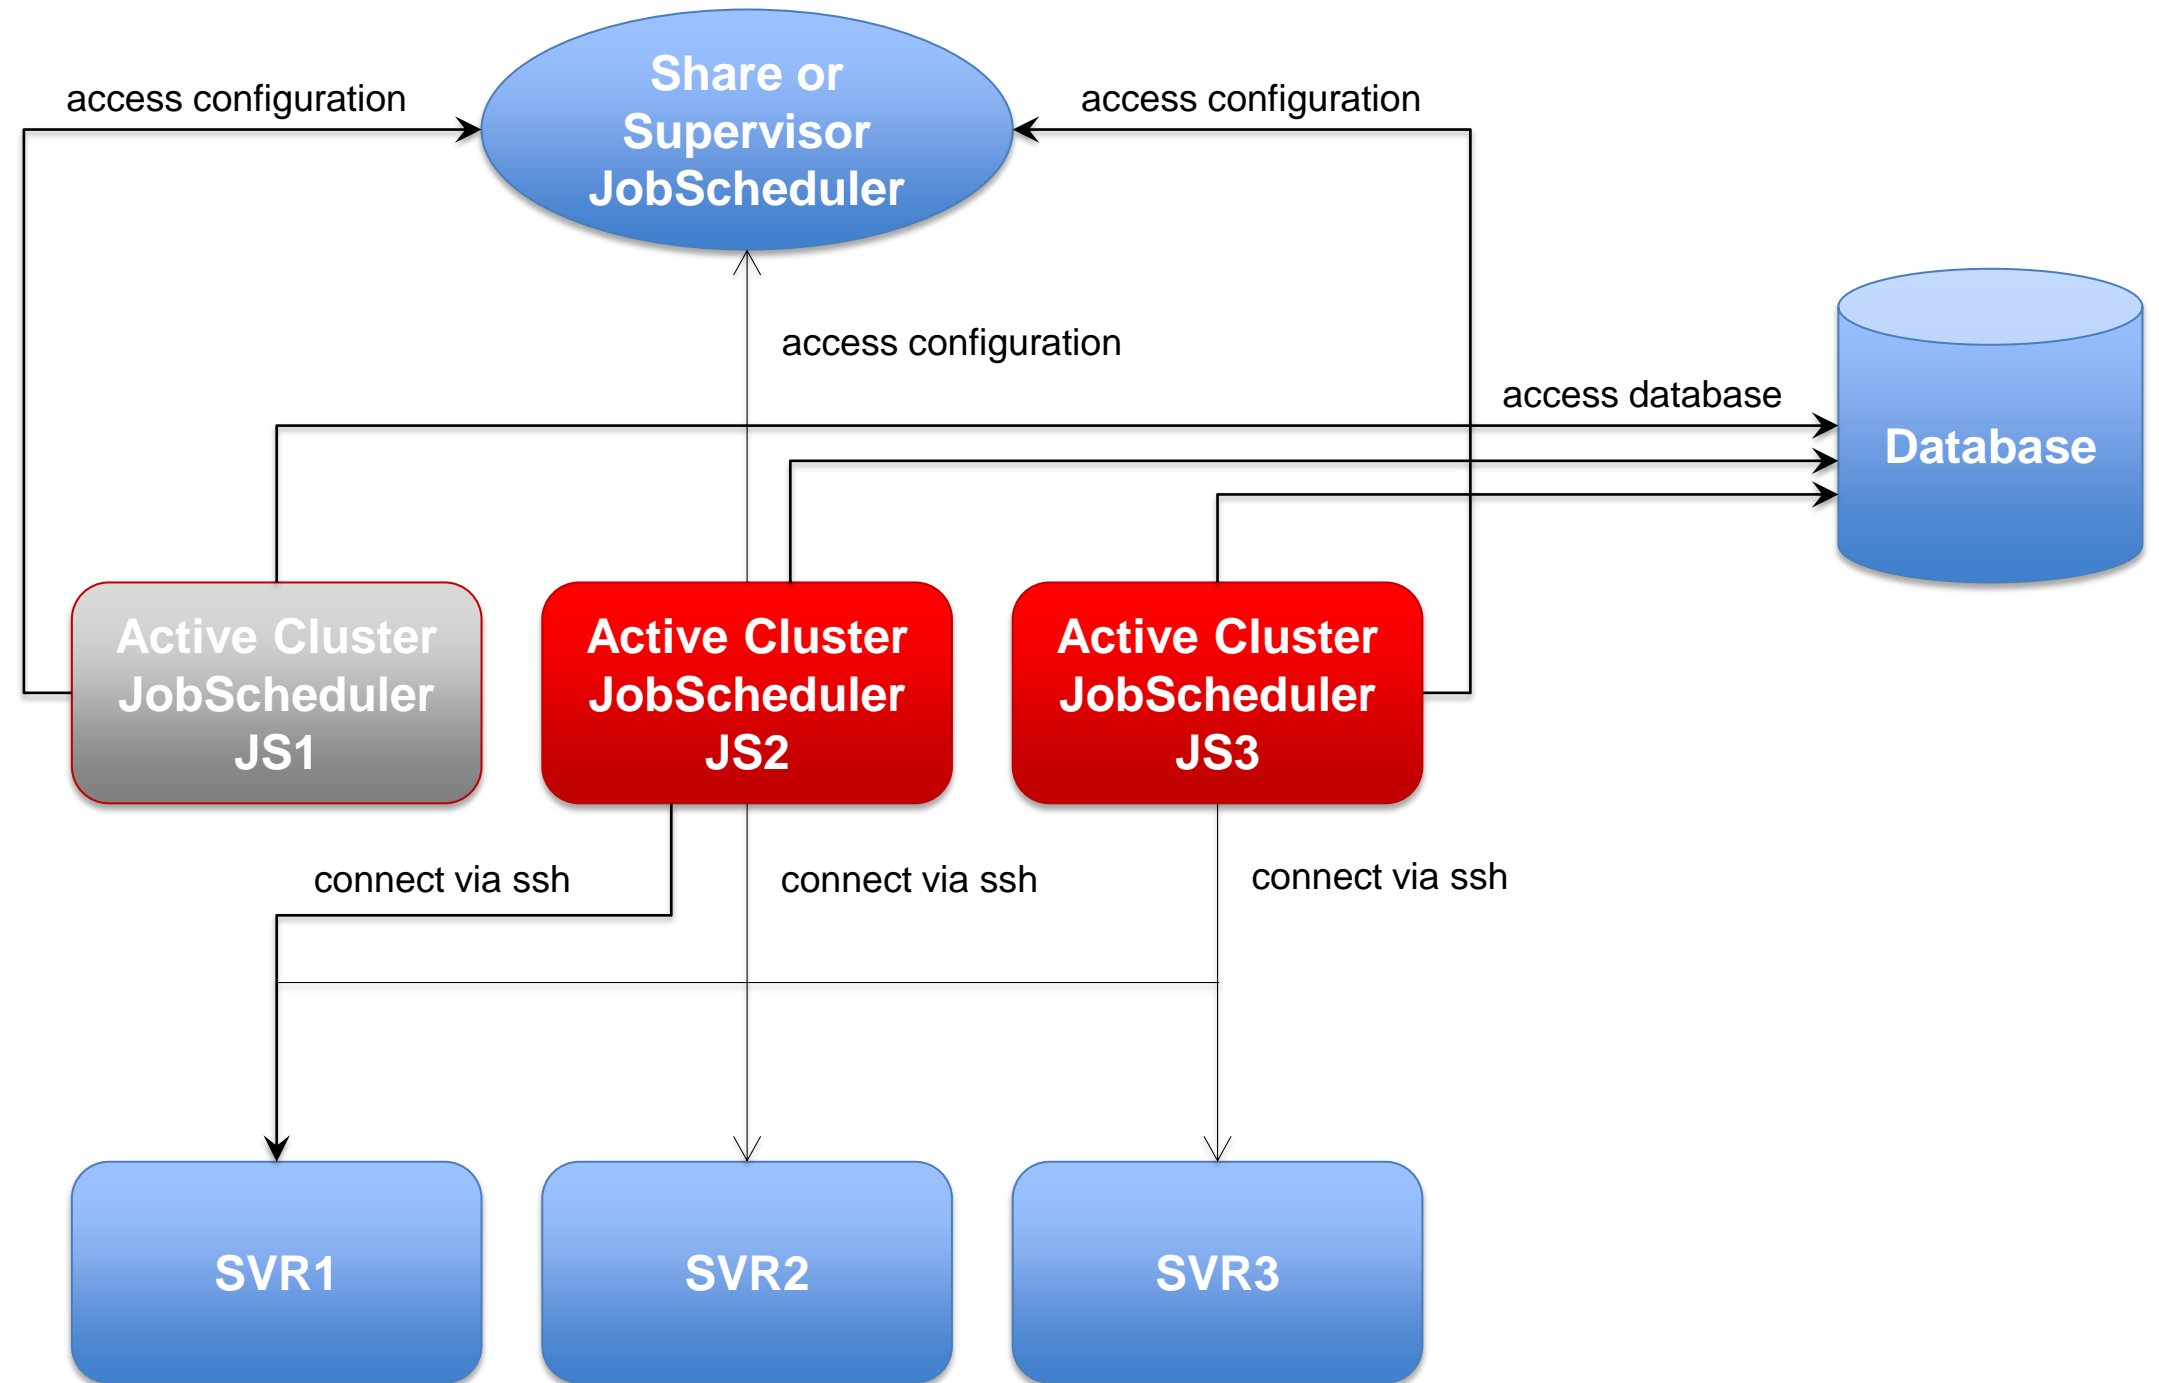 Share or
Supervisor
JobScheduler
access configuration
access configuration
access configuration
access database
Database
Active Cluster
JobScheduler
JS1
Active Cluster
JobScheduler
JS2
Active Cluster
JobScheduler
JS3
connect via ssh
connect via ssh
connect via ssh
SVR1
SVR2
SVR3